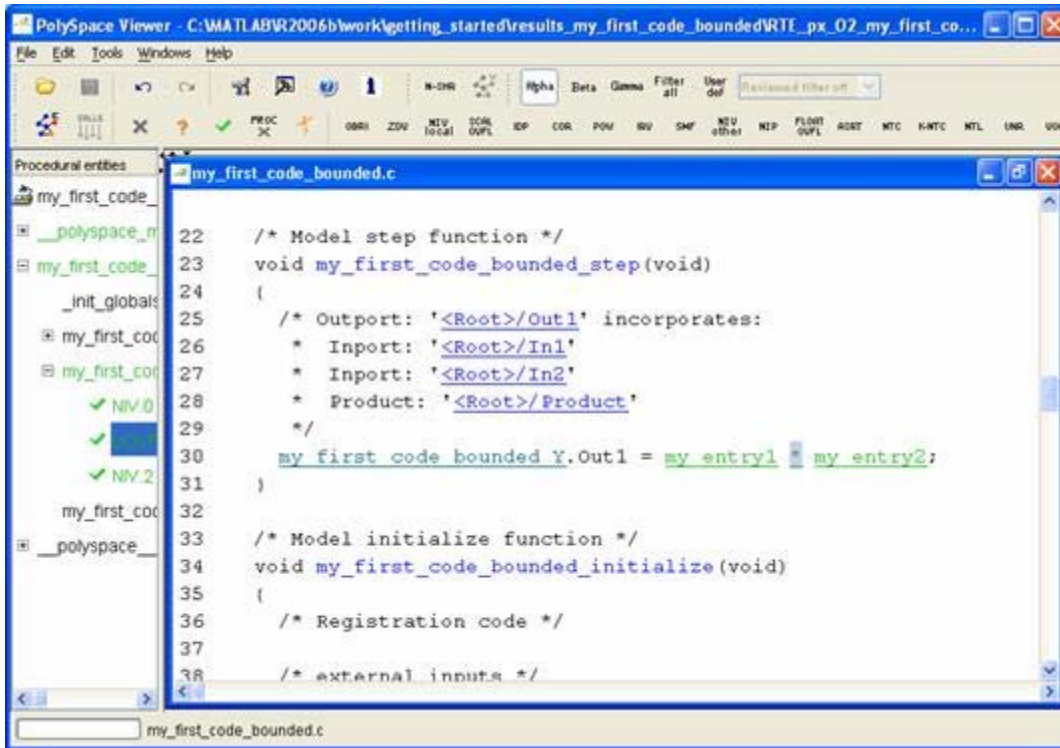 PolySpace Viewer - C:\MATLAB\R2006b\work\getting_started\results_my_first_code_bounded\RTE_px_O2_my_first_co...
File Edit Tools Windows Help
N-SHR Alpha Beta Gamma Filter all User def
CALLS PROC OBAI ZDV NIV local SCAL OVFL IDP COR POW IRV SHF NIV other NIP FLOAT OVFL ASRT NTC K-NTC NTL UNR
Procedural entities
my_first_code_
__polyspace_m
my_first_code_
_init_globals
my_first_cod
my_first_cod
NIV.0
NIV.2
my_first_cod
__polyspace__
my_first_code_bounded.c
22 /* Model step function */
23 void my_first_code_bounded_step(void)
24 {
25 /* Outport: '<Root>/Out1' incorporates:
26 * Inport: '<Root>/In1'
27 * Inport: '<Root>/In2'
28 * Product: '<Root>/Product'
29 */
30 my_first_code_bounded_Y.Out1 = my_entry1 * my_entry2;
31 }
32
33 /* Model initialize function */
34 void my_first_code_bounded_initialize(void)
35 {
36 /* Registration code */
37
38 /* external inputs */
my_first_code_bounded.c